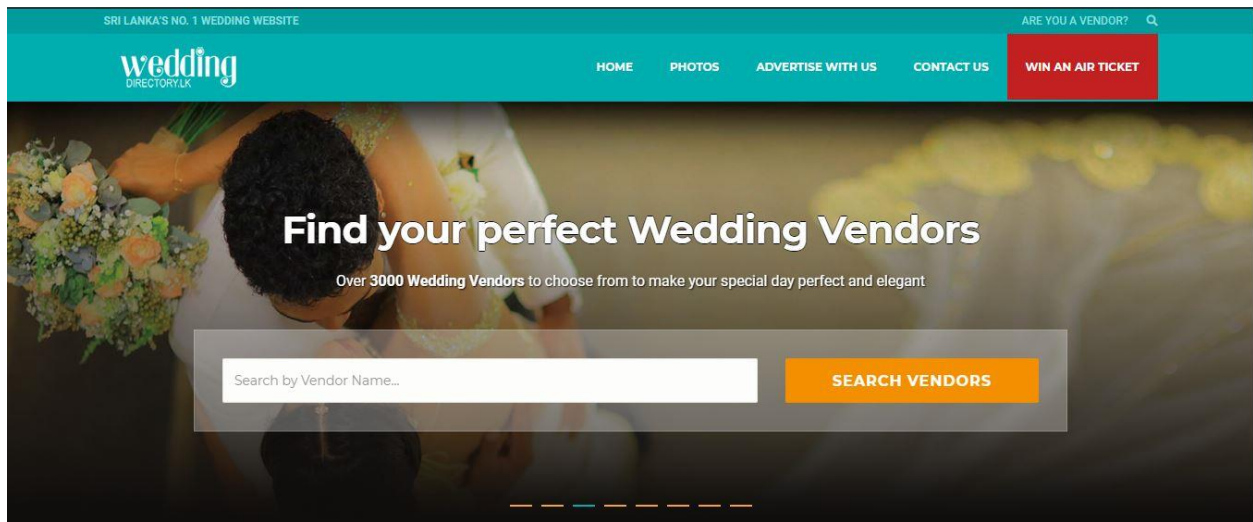 SRI LANKA'S NO. 1 WEDDING WEBSITE
ARE YOU A VENDOR?
wedding
DIRECTORY.LK
HOME PHOTOS ADVERTISE WITH US CONTACT US WIN AN AIR TICKET
Find your perfect Wedding Vendors
Over 3000 Wedding Vendors to choose from to make your special day perfect and elegant
Search by Vendor Name...
SEARCH VENDORS